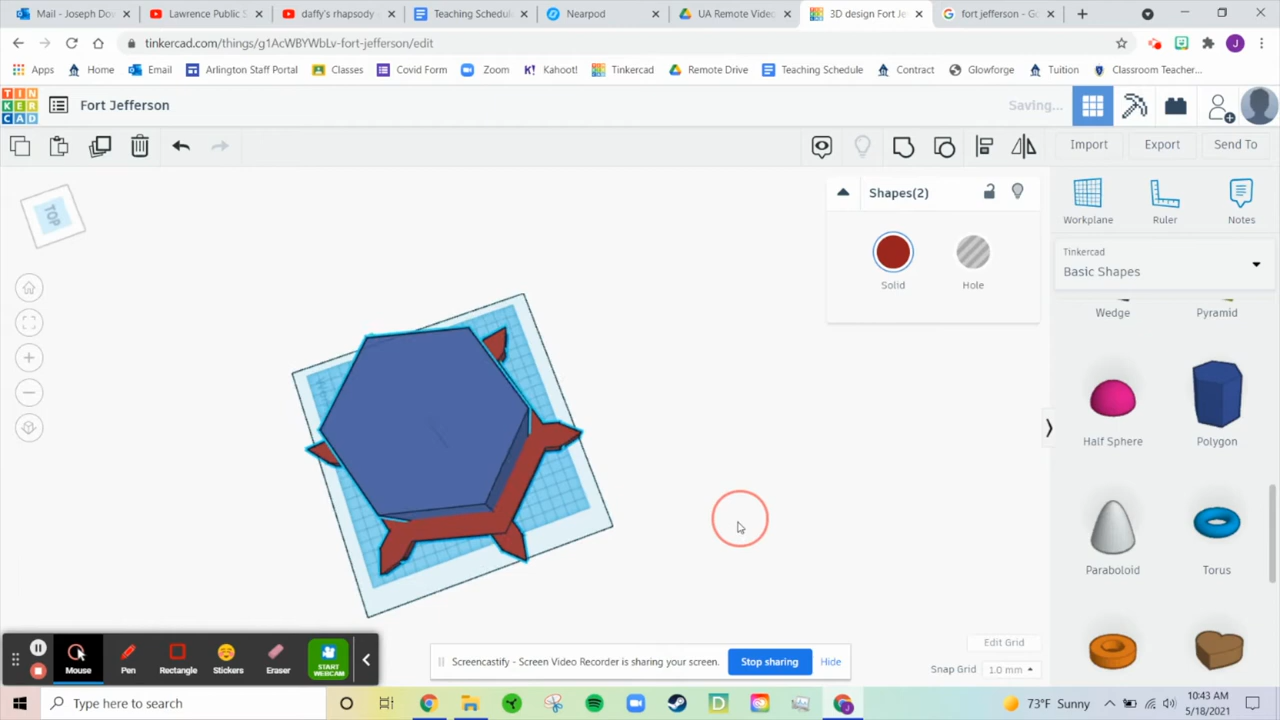 Mail - Joseph Do
Lawrence Public S
daffy's rhapsody
Teaching Schedul
Nearpod
UA Remote Video
3D design Fort Je
fort jefferson - G
tinkercad.com/things/g1AcWBYWbLv-fort-jefferson/edit
J
Apps
Home
Email
Arlington Staff Portal
Classes
Covid Form
Zoom
Kahoot!
Tinkercad
Remote Drive
Teaching Schedule
Contract
Glowforge
Tuition
Classroom Teacher...
TIN
KER
CAD
Fort Jefferson
Saving...
Import
Export
Send To
TOP
Shapes(2)
Solid
Hole
Workplane
Ruler
Notes
Tinkercad
Basic Shapes
Wedge
Pyramid
Half Sphere
Polygon
Paraboloid
Torus
Edit Grid
Snap Grid
1.0 mm
Mouse
Pen
Rectangle
Stickers
Eraser
START
WEBCAM
Screencastify - Screen Video Recorder is sharing your screen.
Stop sharing
Hide
Type here to search
73°F Sunny
10:43 AM
5/18/2021